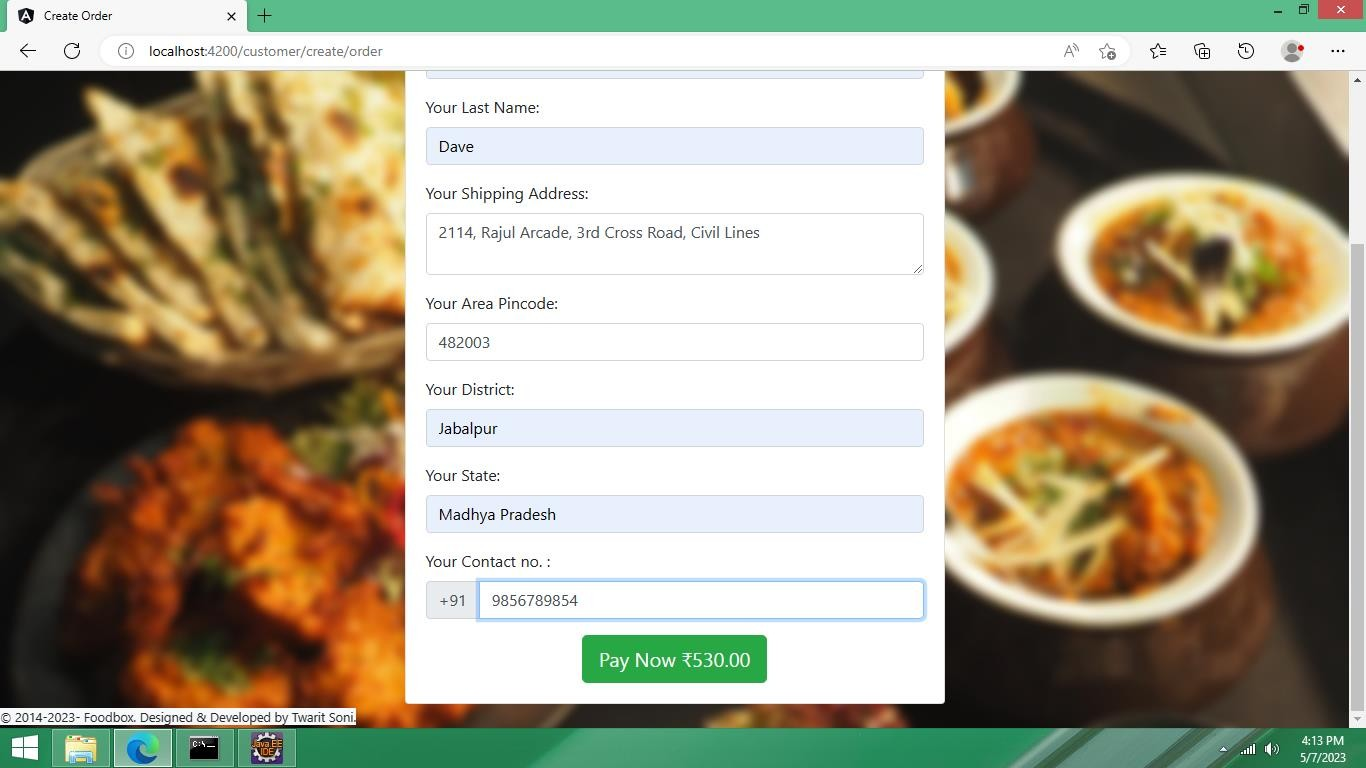 Create Order
localhost:4200/customer/create/order
Your Last Name:
Dave
Your Shipping Address:
2114, Rajul Arcade, 3rd Cross Road, Civil Lines
Your Area Pincode:
482003
Your District:
Jabalpur
Your State:
Madhya Pradesh
Your Contact no. :
+91 9856789854
Pay Now ₹530.00
© 2014-2023- Foodbox. Designed & Developed by Twarit Soni.
C:\_
Java EE
IDE
4:13 PM
5/7/2023